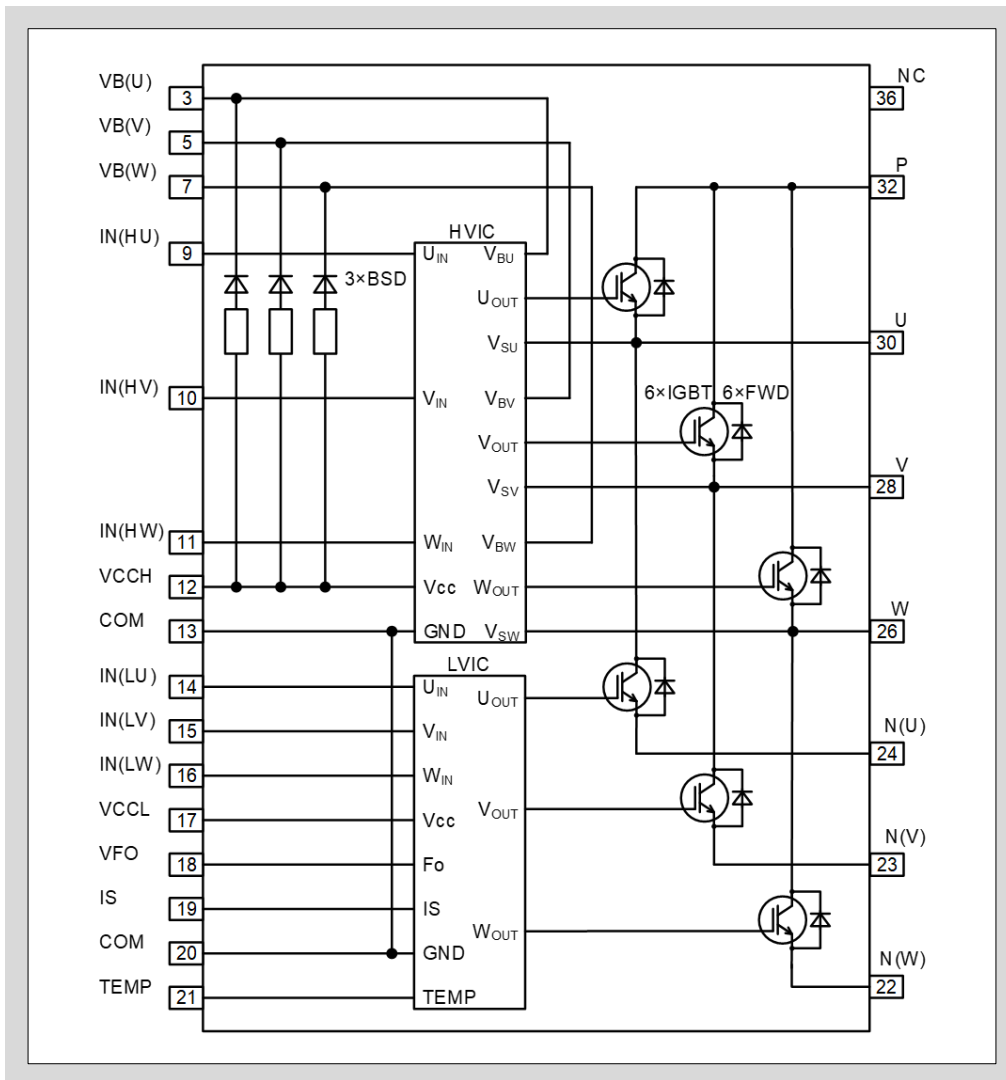 VB(U)
3
VB(V)
5
VB(W)
7
IN(HU)
9
IN(HV)
10
IN(HW)
11
VCCH
12
COM
13
IN(LU)
14
IN(LV)
15
IN(LW)
16
VCCL
17
VFO
18
IS
19
COM
20
TEMP
21
3×BSD
HVIC
UIN
VBU
UOUT
VSU
VIN
VBV
VOUT
VSV
WIN
VBW
Vcc
WOUT
GND
VSW
LVIC
UIN
UOUT
VIN
WIN
Vcc
VOUT
Fo
IS
WOUT
GND
TEMP
6×IGBT 6×FWD
NC
36
P
32
U
30
V
28
W
26
N(U)
24
N(V)
23
N(W)
22